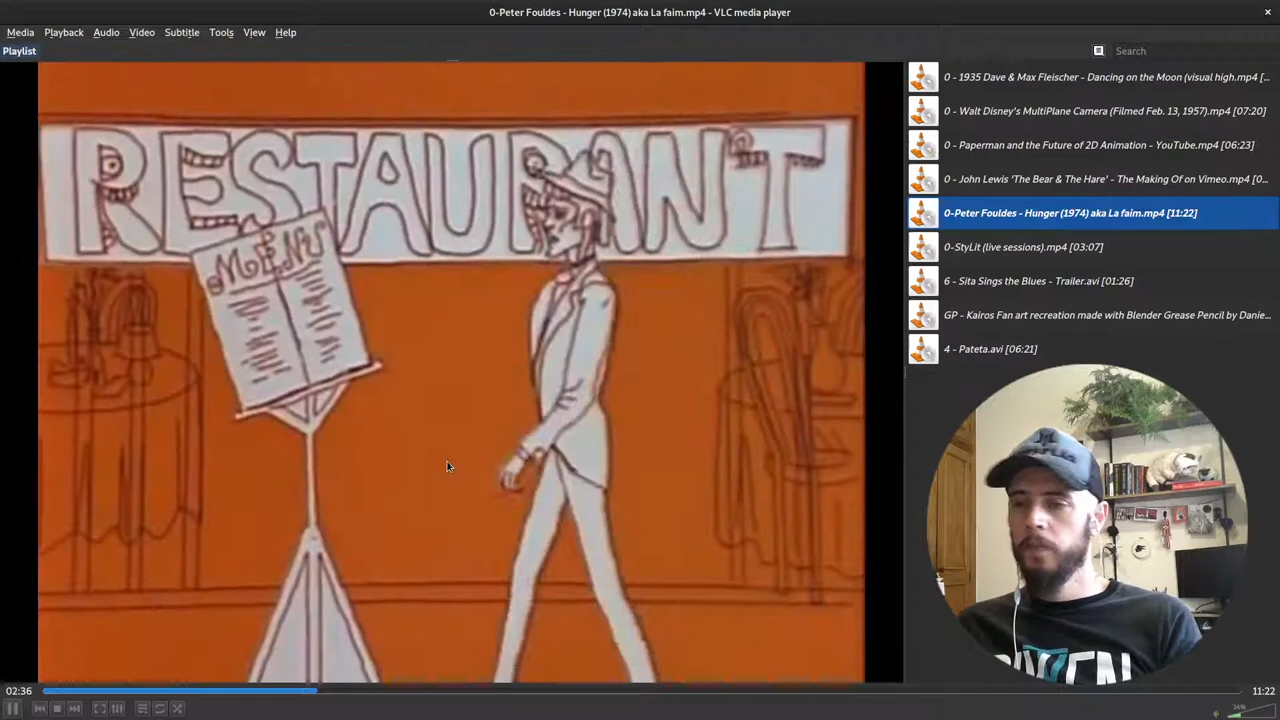 0-Peter Fouldes - Hunger (1974) aka La faim.mp4 - VLC media player
Media Playback Audio Video Subtitle Tools View Help
Playlist
Search
RESTAURANT
MENU
0 - 1935 Dave & Max Fleischer - Dancing on the Moon (visual high.mp4 [...
0 - Walt Disney's MultiPlane Camera (Filmed Feb. 13, 1957).mp4 [07:20]
0 - Paperman and the Future of 2D Animation - YouTube.mp4 [06:23]
0 - John Lewis 'The Bear & The Hare' - The Making Of on Vimeo.mp4 [0...
0-Peter Fouldes - Hunger (1974) aka La faim.mp4 [11:22]
0-StyLit (live sessions).mp4 [03:07]
6 - Sita Sings the Blues - Trailer.avi [01:26]
GP - Kairos Fan art recreation made with Blender Grease Pencil by Danie...
4 - Pateta.avi [06:21]
02:36
11:22
34%